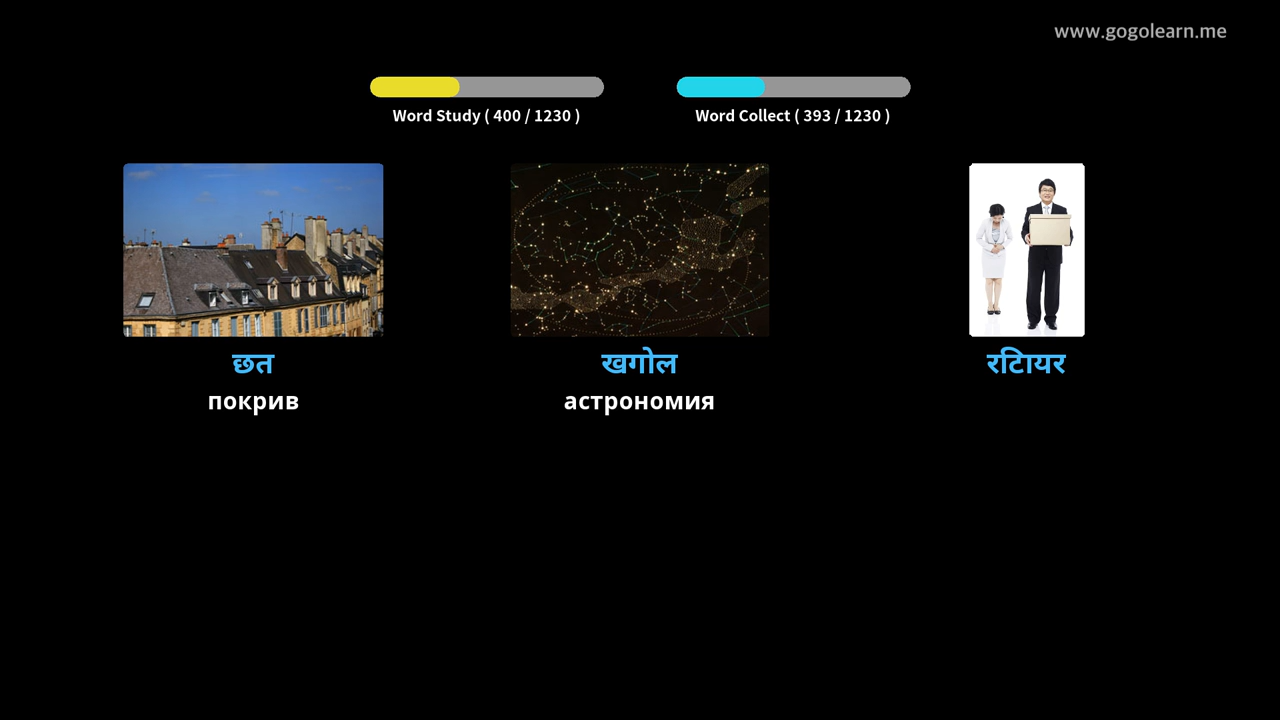 www.gogolearn.me
Word Study ( 400 / 1230 )
Word Collect ( 393 / 1230 )
छत
खगोल
रिटायर
покрив
астрономия